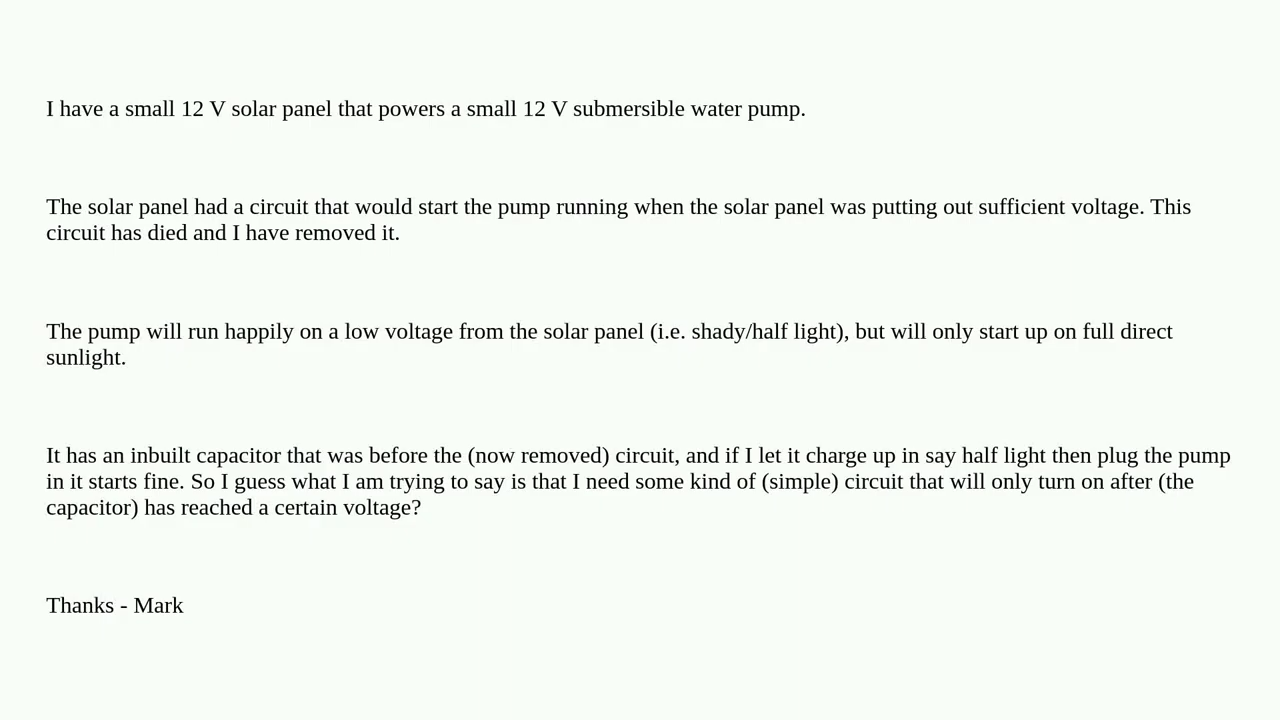 I have a small 12 V solar panel that powers a small 12 V submersible water pump.
The solar panel had a circuit that would start the pump running when the solar panel was putting out sufficient voltage. This
circuit has died and I have removed it.
The pump will run happily on a low voltage from the solar panel (i.e. shady/half light), but will only start up on full direct
sunlight.
It has an inbuilt capacitor that was before the (now removed) circuit, and if I let it charge up in say half light then plug the pump
in it starts fine. So I guess what I am trying to say is that I need some kind of (simple) circuit that will only turn on after (the
capacitor) has reached a certain voltage?
Thanks - Mark